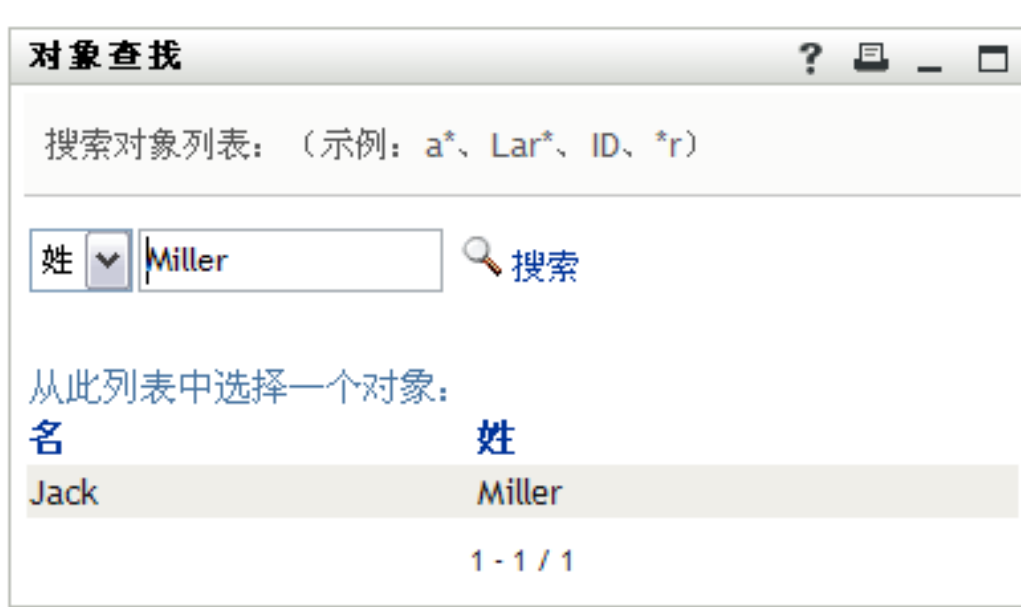 对象查找 ?
搜索对象列表：（示例：a*、Lar*、ID、*r）
姓 Miller 搜索
从此列表中选择一个对象：
名 姓
Jack Miller
1 - 1 / 1